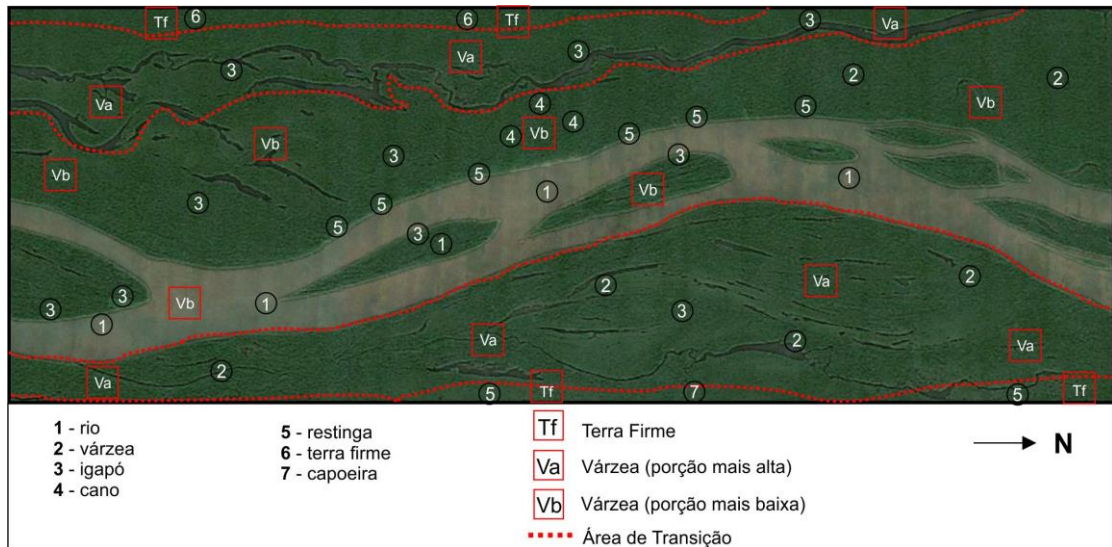 6 Tf 6 Tf 3 Va
Va 3
3 2 2
Va 4 5 Vb
4 Vb 4 5 5
Vb 3 3
Vb 5 Vb 1 1
3 5
5 3 1
2 Va 2
3 3 Vb 1 2
1 3
Va 2 Va
Va 2
5 Tf 7 5 Tf
1 - rio
2 - várzea
3 - igapó
4 - cano
5 - restinga
6 - terra firme
7 - capoeira
Tf Terra Firme
Va Várzea (porção mais alta)
Vb Várzea (porção mais baixa)
Área de Transição
N